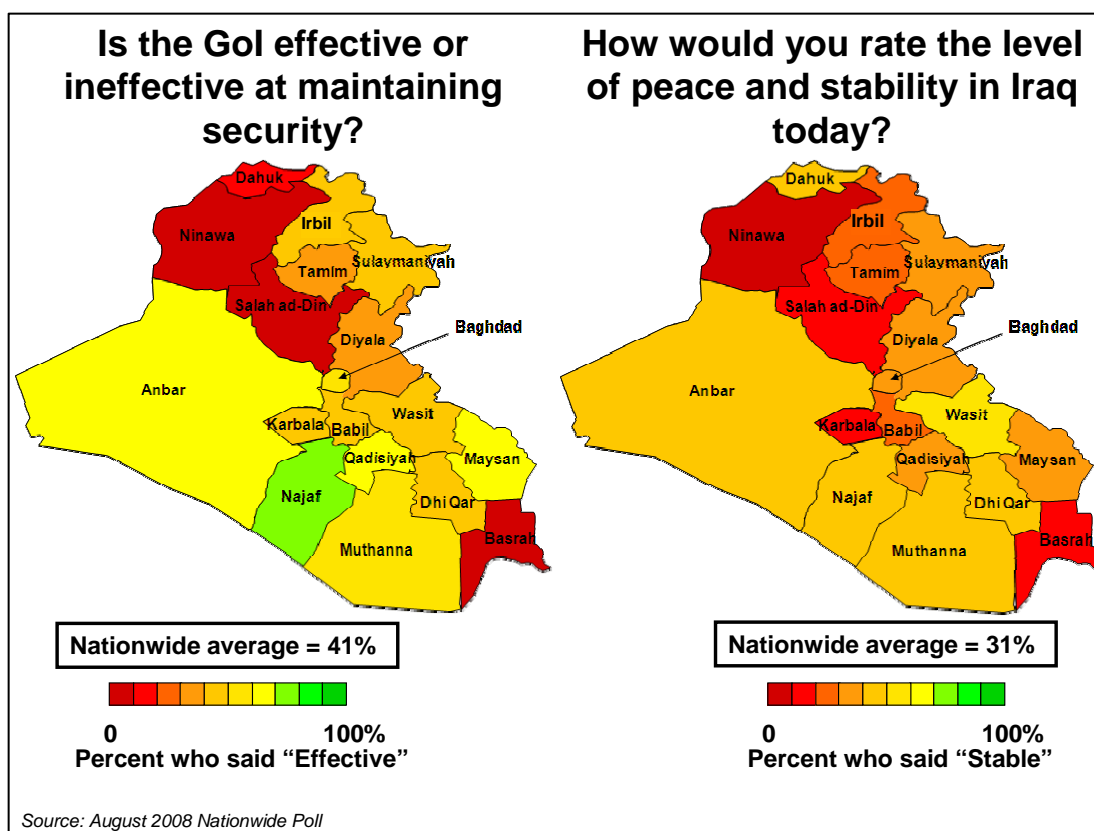 Is the GoI effective or
ineffective at maintaining
security?
Dahuk
Ninawa
Irbil
Tamim
Sulaymaniyah
Salah ad-Din
Diyala
Baghdad
Anbar
Karbala
Babil
Wasit
Qadisiyah
Maysan
Najaf
Dhi Qar
Muthanna
Basrah
Nationwide average = 41%
0 100%
Percent who said “Effective”
How would you rate the level
of peace and stability in Iraq
today?
Dahuk
Ninawa
Irbil
Tamim
Sulaymaniyah
Salah ad-Din
Diyala
Baghdad
Anbar
Karbala
Babil
Wasit
Qadisiyah
Maysan
Najaf
Dhi Qar
Muthanna
Basrah
Nationwide average = 31%
0 100%
Percent who said “Stable”
Source: August 2008 Nationwide Poll